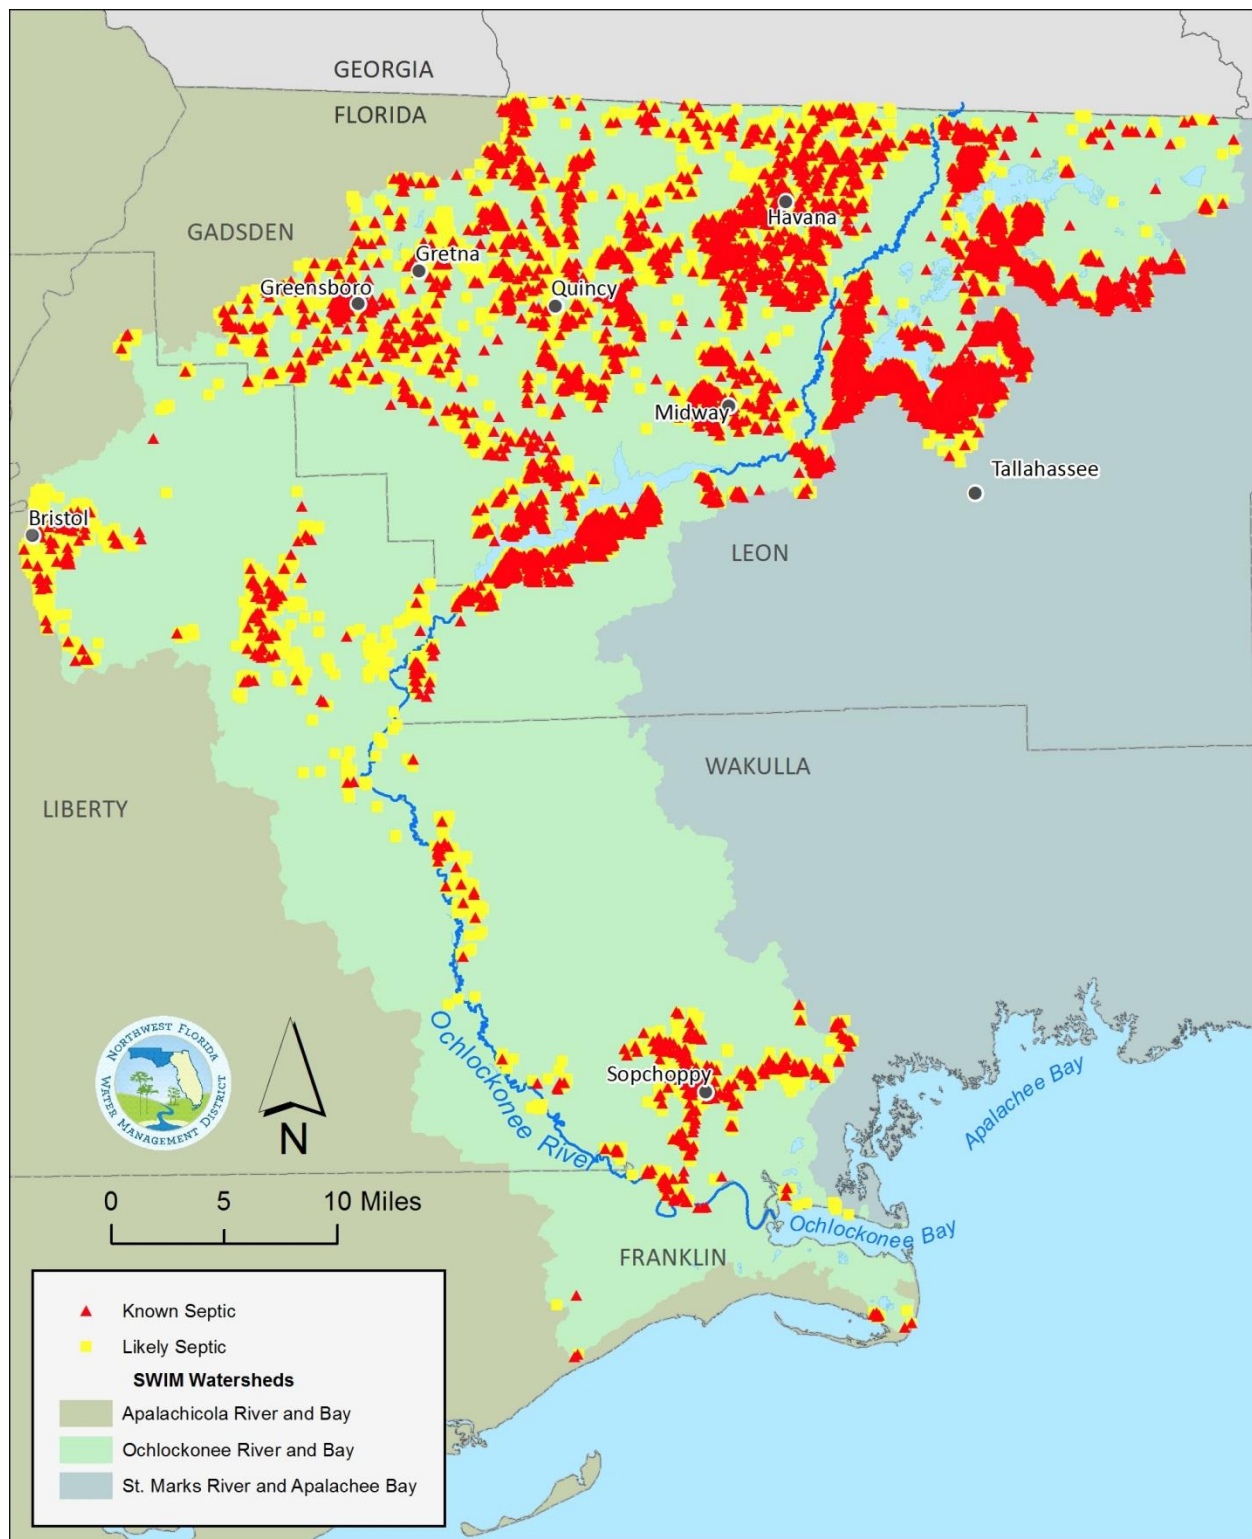 GEORGIA
FLORIDA
GADSDEN
Havana
Gretna
Greensboro
Quincy
Midway
Tallahassee
Bristol
LEON
WAKULLA
LIBERTY
Ochlockonee River
Sopchoppy
Apalachee Bay
NORTHWEST FLORIDA
WATER MANAGEMENT DISTRICT
N
0 5 10 Miles
Ochlockonee Bay
FRANKLIN
Known Septic
Likely Septic
SWIM Watersheds
Apalachicola River and Bay
Ochlockonee River and Bay
St. Marks River and Apalachee Bay